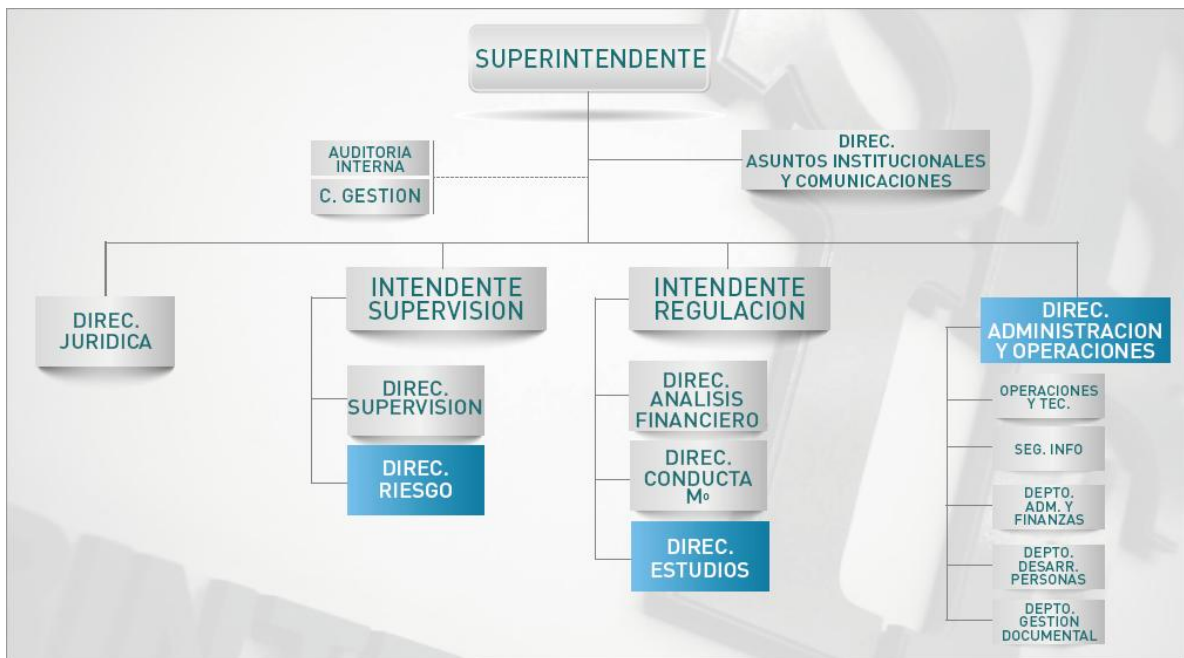 SUPERINTENDENTE
AUDITORIA
INTERNA
C. GESTION
DIREC.
ASUNTOS INSTITUCIONALES
Y COMUNICACIONES
DIREC.
JURIDICA
INTENDENTE
SUPERVISION
DIREC.
SUPERVISION
DIREC.
RIESGO
INTENDENTE
REGULACION
DIREC.
ANALISIS
FINANCIERO
DIREC.
CONDUCTA
Mº
DIREC.
ESTUDIOS
DIREC.
ADMINISTRACION
Y OPERACIONES
OPERACIONES
Y TEC.
SEG. INFO
DEPTO.
ADM. Y
FINANZAS
DEPTO.
DESARR.
PERSONAS
DEPTO.
GESTION
DOCUMENTAL